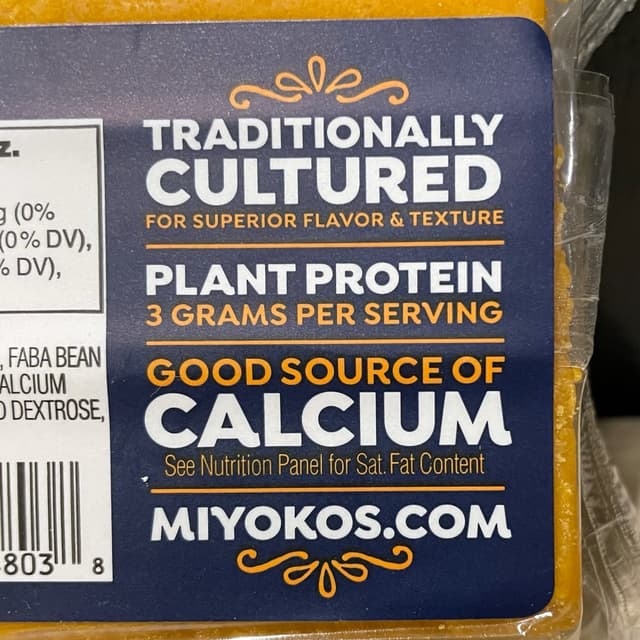 z.
g (0%
(0% DV),
% DV),
, FABA BEAN
ALCIUM
DEXTROSE,
803 8
TRADITIONALLY
CULTURED
FOR SUPERIOR FLAVOR & TEXTURE
PLANT PROTEIN
3 GRAMS PER SERVING
GOOD SOURCE OF
CALCIUM
See Nutrition Panel for Sat. Fat Content
MIYOKOS.COM